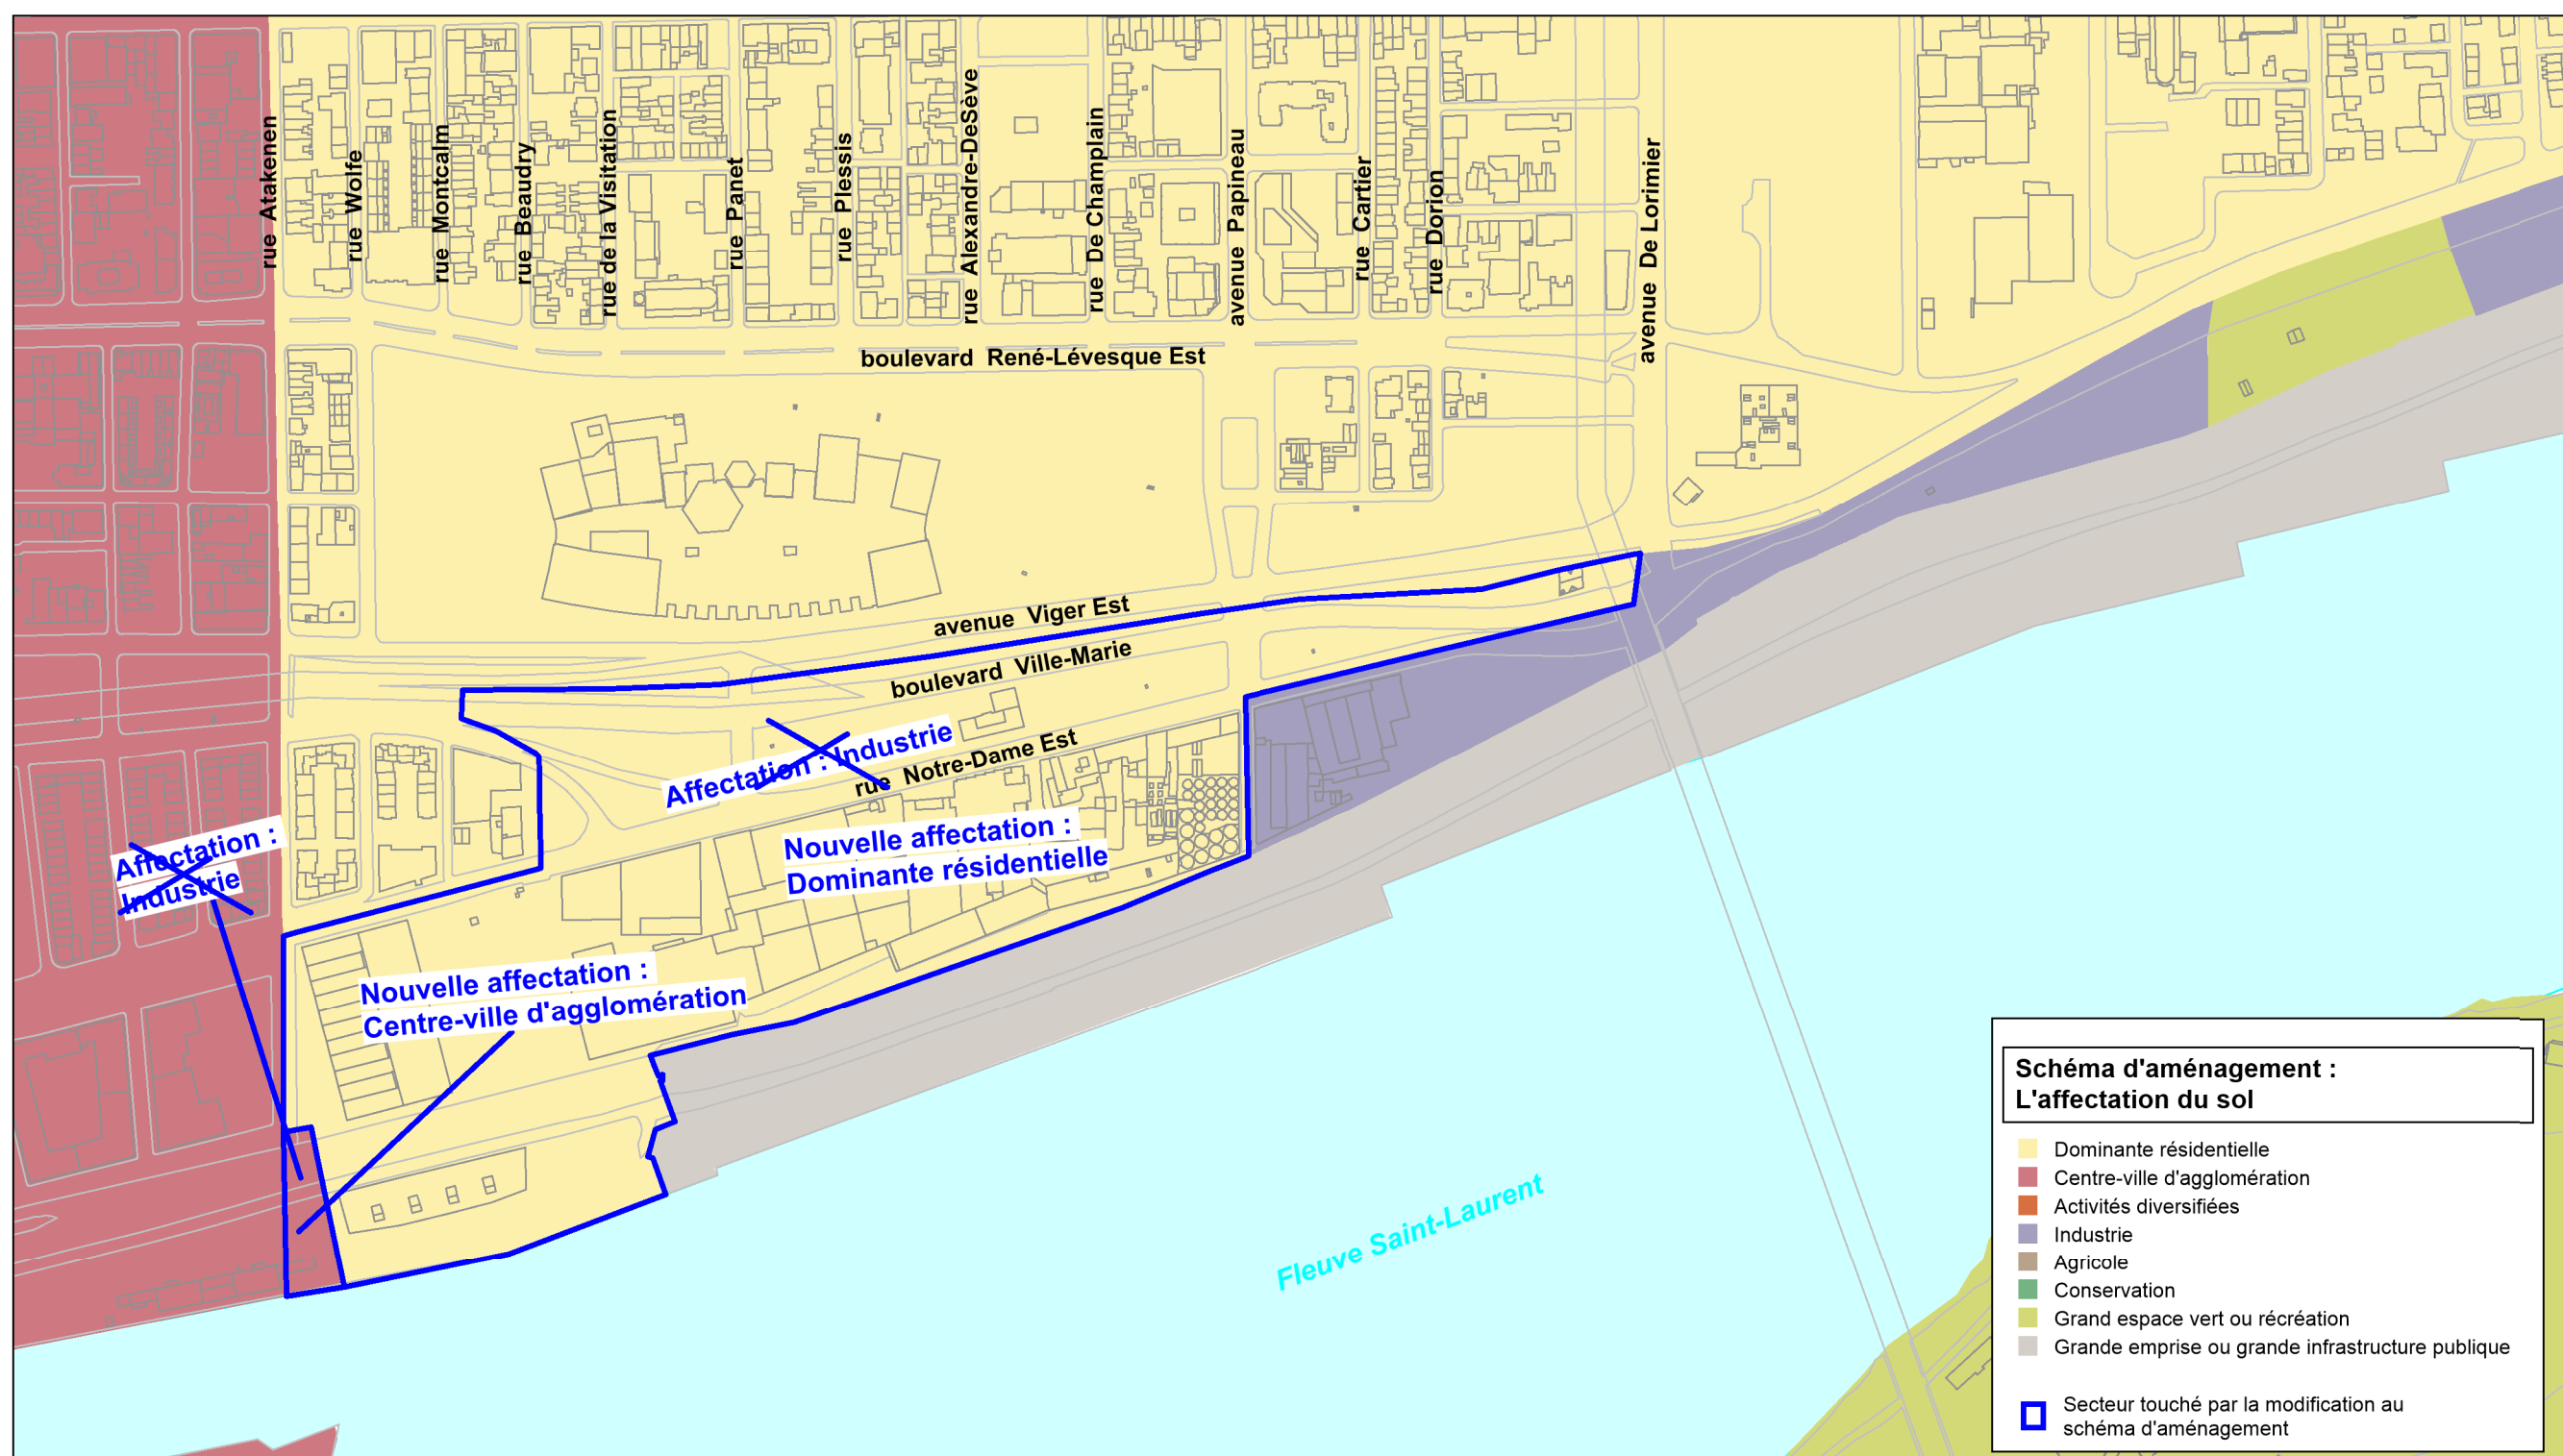 rue Atakenen
rue Wolfe
rue Montcalm
rue Beaudry
rue de la Visitation
rue Panet
rue Plessis
rue Alexandre-DeSève
rue De Champlain
avenue Papineau
rue Cartier
rue Dorion
avenue De Lorimier
boulevard René-Lévesque Est
avenue Viger Est
boulevard Ville-Marie
Affectation : Industrie
rue Notre-Dame Est
Nouvelle affectation :
Dominante résidentielle
Affectation :
Industrie
Nouvelle affectation :
Centre-ville d'agglomération
Fleuve Saint-Laurent
Schéma d'aménagement :
L'affectation du sol
Dominante résidentielle
Centre-ville d'agglomération
Activités diversifiées
Industrie
Agricole
Conservation
Grand espace vert ou récréation
Grande emprise ou grande infrastructure publique
Secteur touché par la modification au
schéma d'aménagement